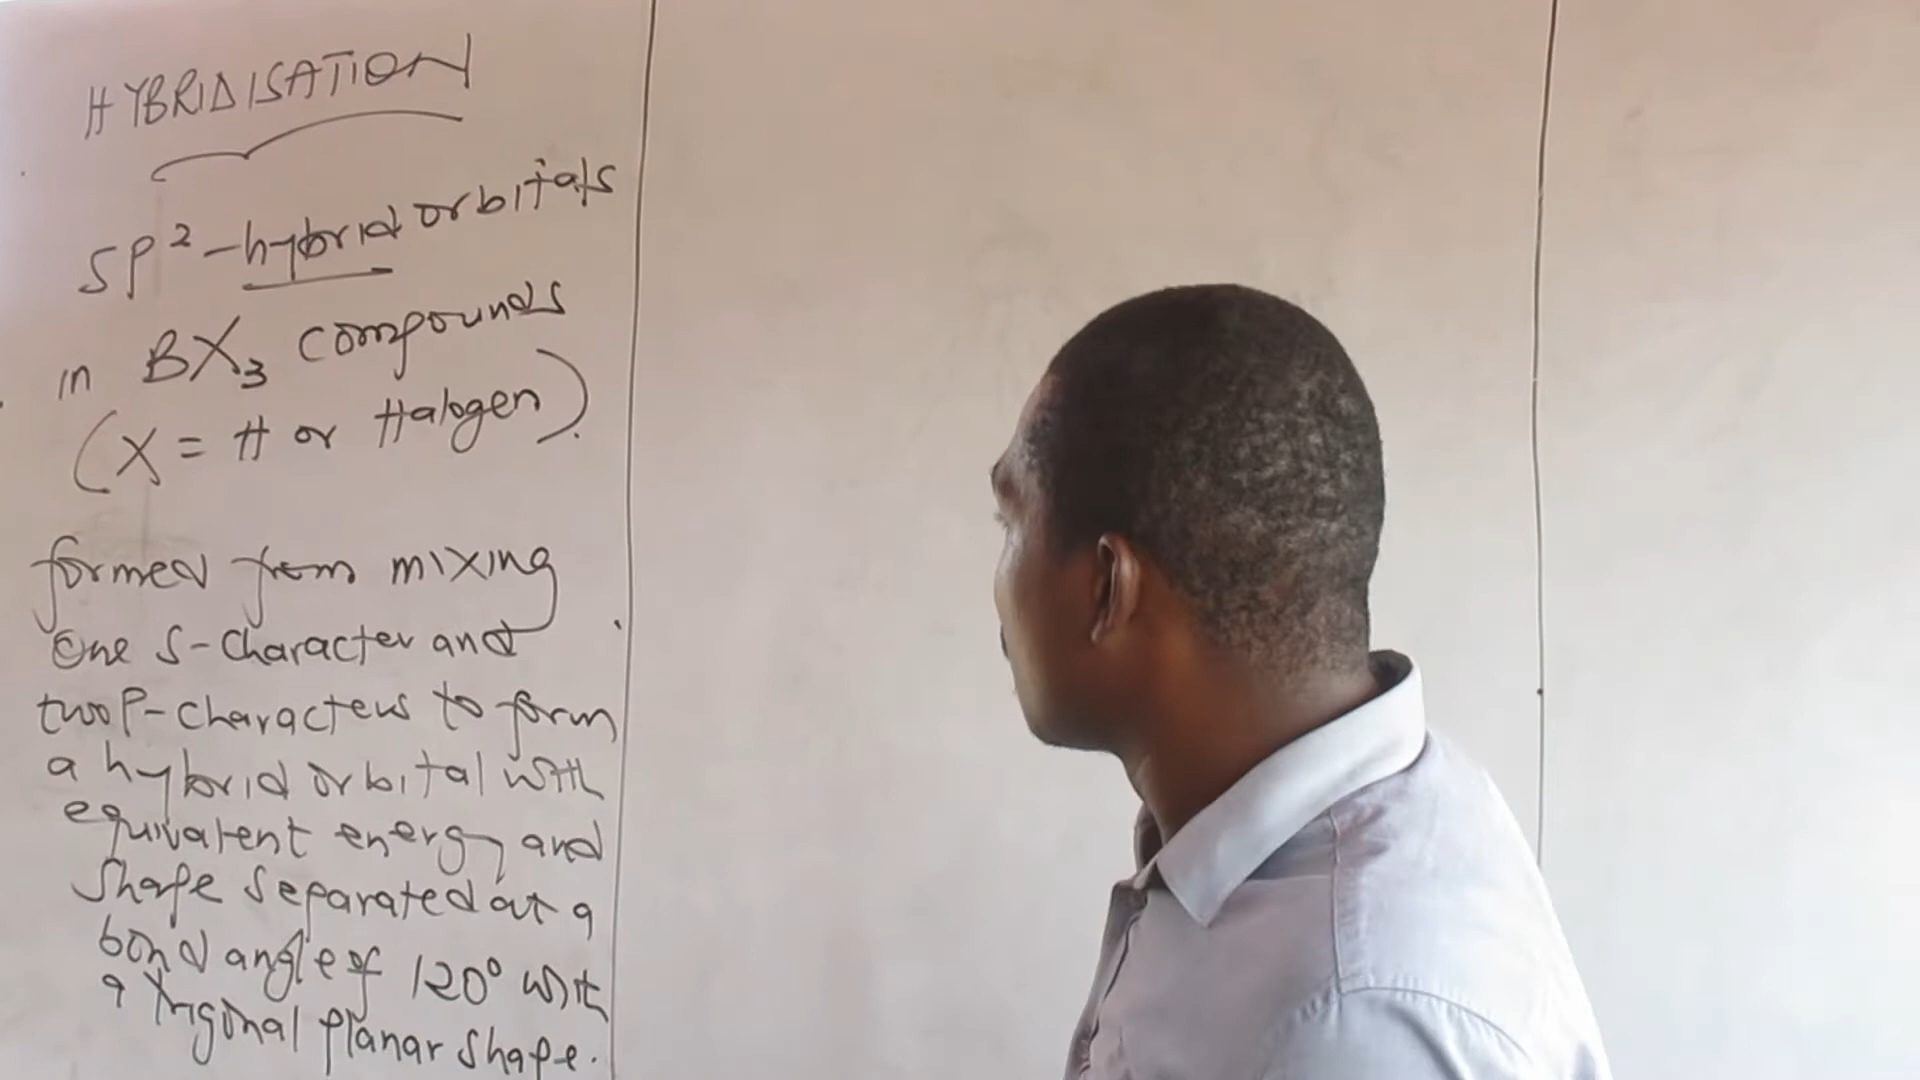 HYBRIDISATION
SP²-hybrid orbitals
in BX₃ compounds
(X = H or Halogen).
formed from mixing
One S-Character and
two P-characters to form
a hybrid orbital with
equivalent energy and
Shape separated at a
bond angle of 120° with
a trigonal planar shape.